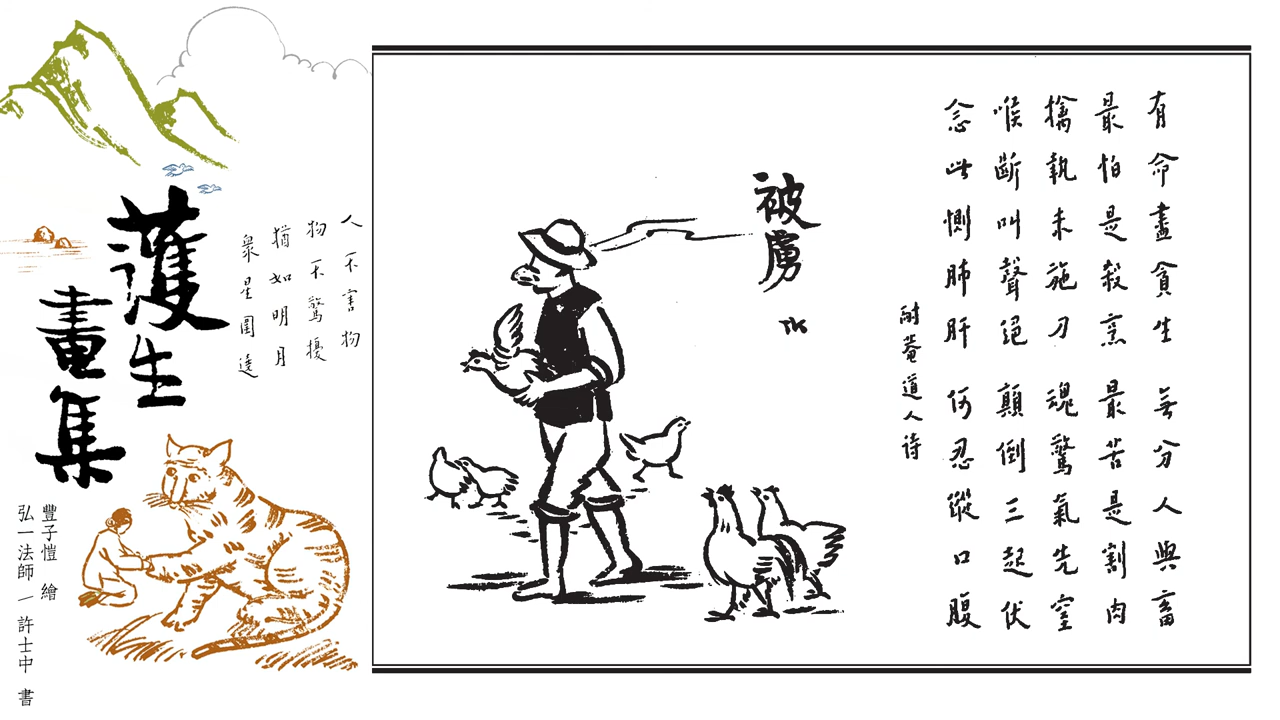 護生
畫集
人不害物
物不驚擾
猶如明月
眾星圍遶
豐子愷 繪
弘一法師｜許士中 書
有命盡貪生 無分人與畜
最怕是殺烹 最苦是割肉
擒執未施刀 魂驚氣先窒
喉斷叫聲絕 顛倒三起伏
念此惻肺肝 何忍縱口腹
耐菴道人詩
被虜
TK